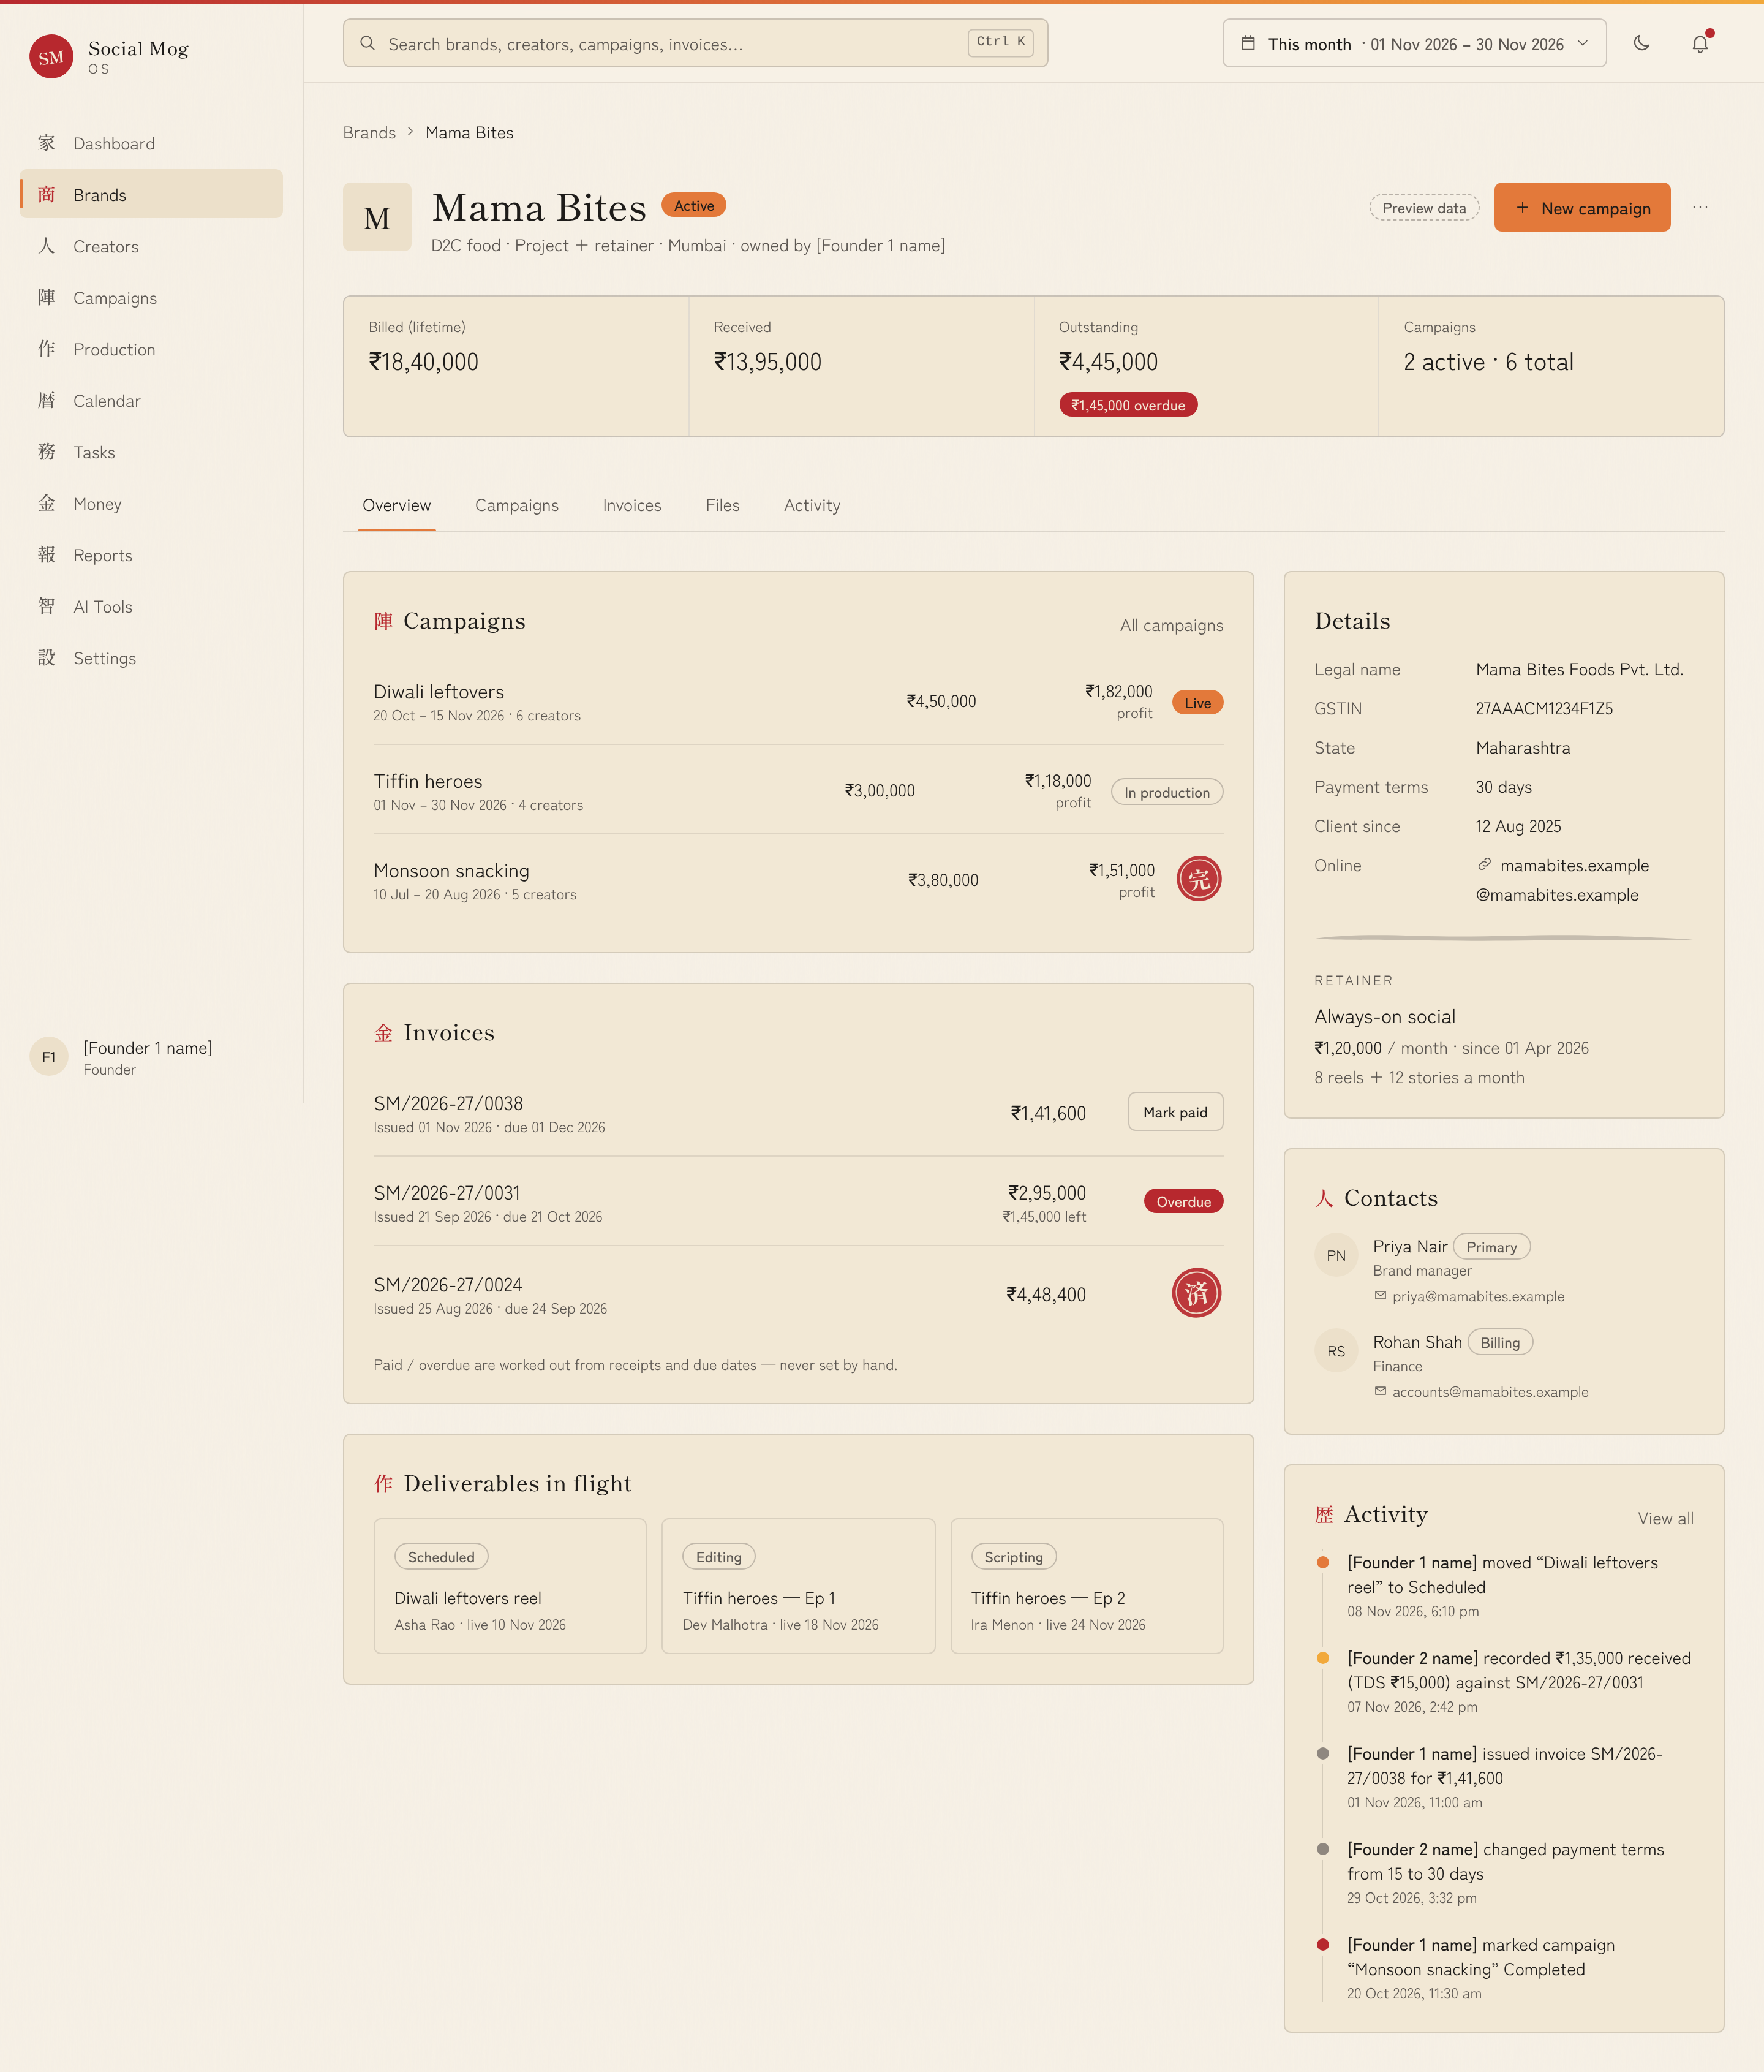 SM
Social Mog
OS
Search brands, creators, campaigns, invoices...
Ctrl K
This month · 01 Nov 2026 – 30 Nov 2026
家 Dashboard
商 Brands
人 Creators
陣 Campaigns
作 Production
暦 Calendar
務 Tasks
金 Money
報 Reports
智 AI Tools
設 Settings
F1
[Founder 1 name]
Founder
Brands > Mama Bites
M
Mama Bites
Active
D2C food · Project + retainer · Mumbai · owned by [Founder 1 name]
Preview data
+ New campaign
...
Billed (lifetime)
₹18,40,000
Received
₹13,95,000
Outstanding
₹4,45,000
₹1,45,000 overdue
Campaigns
2 active · 6 total
Overview
Campaigns
Invoices
Files
Activity
陣 Campaigns
All campaigns
Diwali leftovers
20 Oct – 15 Nov 2026 · 6 creators
₹4,50,000
₹1,82,000
profit
Live
Tiffin heroes
01 Nov – 30 Nov 2026 · 4 creators
₹3,00,000
₹1,18,000
profit
In production
Monsoon snacking
10 Jul – 20 Aug 2026 · 5 creators
₹3,80,000
₹1,51,000
profit
完
金 Invoices
SM/2026-27/0038
Issued 01 Nov 2026 · due 01 Dec 2026
₹1,41,600
Mark paid
SM/2026-27/0031
Issued 21 Sep 2026 · due 21 Oct 2026
₹2,95,000
₹1,45,000 left
Overdue
SM/2026-27/0024
Issued 25 Aug 2026 · due 24 Sep 2026
₹4,48,400
済
Paid / overdue are worked out from receipts and due dates — never set by hand.
作 Deliverables in flight
Scheduled
Diwali leftovers reel
Asha Rao · live 10 Nov 2026
Editing
Tiffin heroes — Ep 1
Dev Malhotra · live 18 Nov 2026
Scripting
Tiffin heroes — Ep 2
Ira Menon · live 24 Nov 2026
Details
Legal name
Mama Bites Foods Pvt. Ltd.
GSTIN
27AAACM1234F1Z5
State
Maharashtra
Payment terms
30 days
Client since
12 Aug 2025
Online
mamabites.example
@mamabites.example
RETAINER
Always-on social
₹1,20,000 / month · since 01 Apr 2026
8 reels + 12 stories a month
人 Contacts
PN
Priya Nair
Primary
Brand manager
priya@mamabites.example
RS
Rohan Shah
Billing
Finance
accounts@mamabites.example
歴 Activity
View all
[Founder 1 name] moved “Diwali leftovers
reel” to Scheduled
08 Nov 2026, 6:10 pm
[Founder 2 name] recorded ₹1,35,000 received
(TDS ₹15,000) against SM/2026-27/0031
07 Nov 2026, 2:42 pm
[Founder 1 name] issued invoice SM/2026-
27/0038 for ₹1,41,600
01 Nov 2026, 11:00 am
[Founder 2 name] changed payment terms
from 15 to 30 days
29 Oct 2026, 3:32 pm
[Founder 1 name] marked campaign
“Monsoon snacking” Completed
20 Oct 2026, 11:30 am